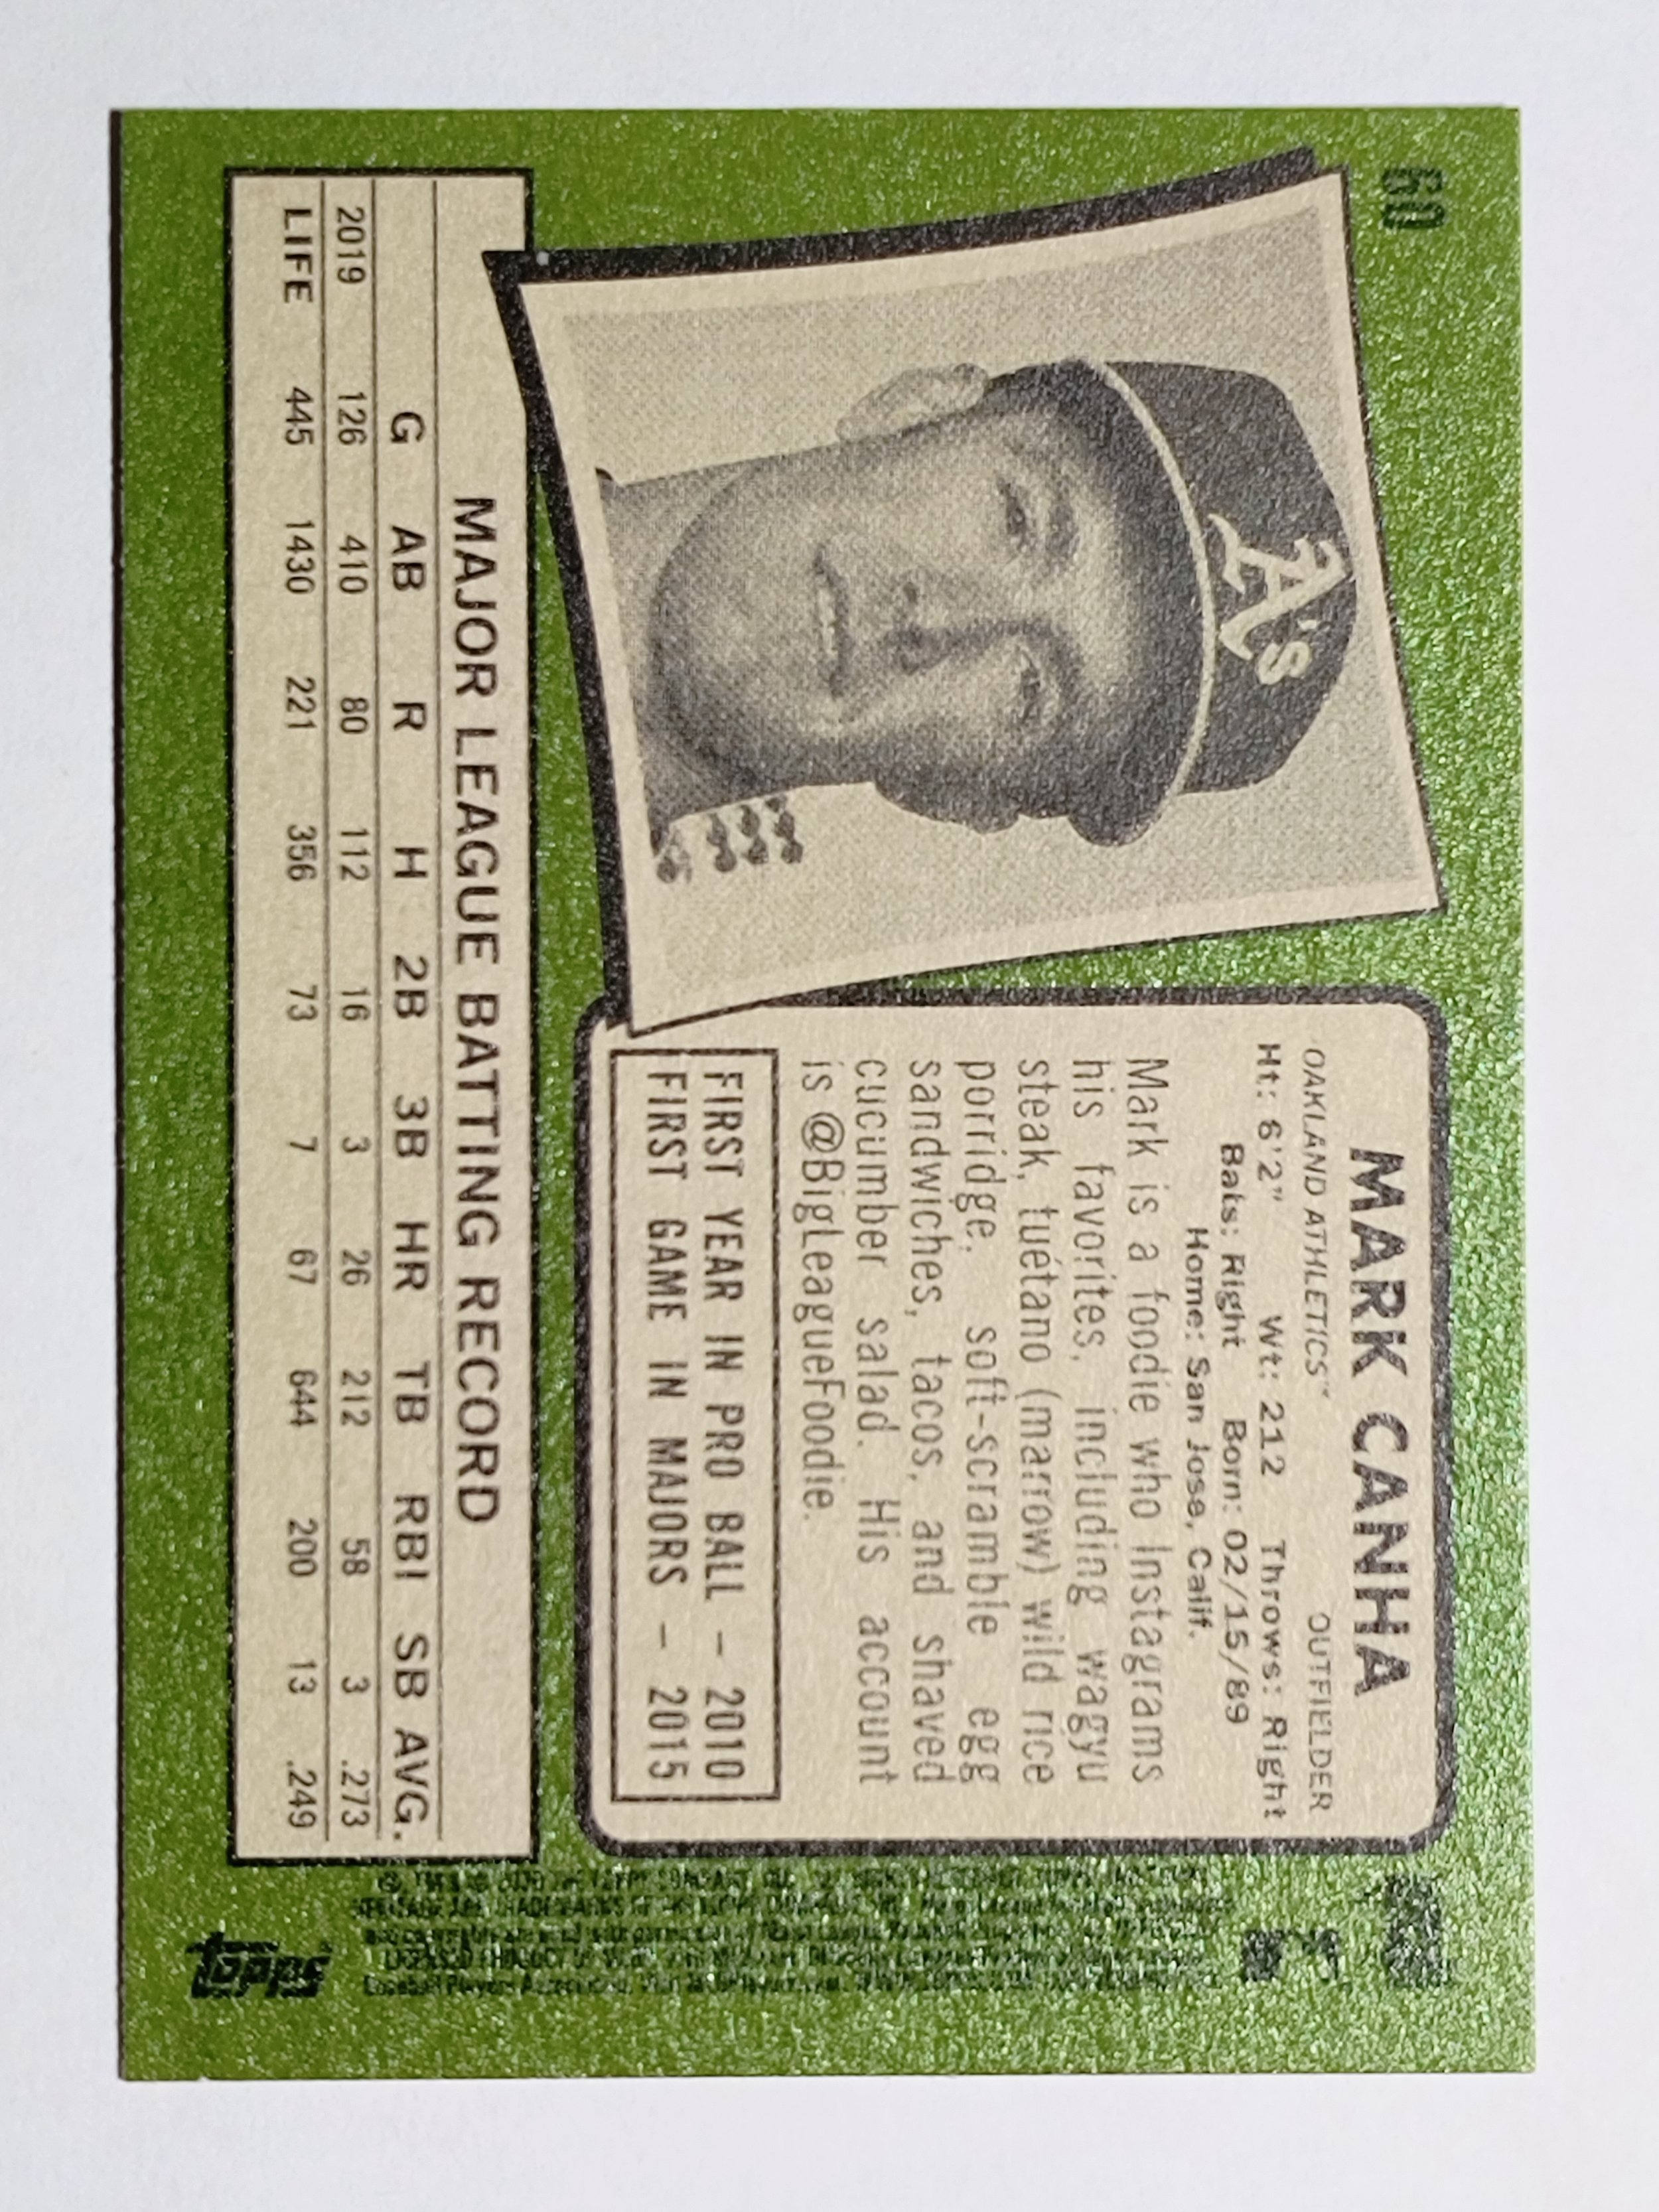 60
A's
MARK CANHA
OAKLAND ATHLETICS™ OUTFIELDER
Ht: 6'2" Wt: 212 Throws: Right
Bats: Right Born: 02/15/89
Home: San Jose, Calif.
Mark is a foodie who Instagrams
his favorites, including wagyu
steak, tuétano (marrow) wild rice
porridge, soft-scramble egg
sandwiches, tacos, and shaved
cucumber salad. His account
is @BigLeagueFoodie.
FIRST YEAR IN PRO BALL – 2010
FIRST GAME IN MAJORS – 2015
MAJOR LEAGUE BATTING RECORD
G AB R H 2B 3B HR TB RBI SB AVG.
2019 126 410 80 112 16 3 26 212 58 3 .273
LIFE 445 1430 221 356 73 7 67 644 200 13 .249
topps